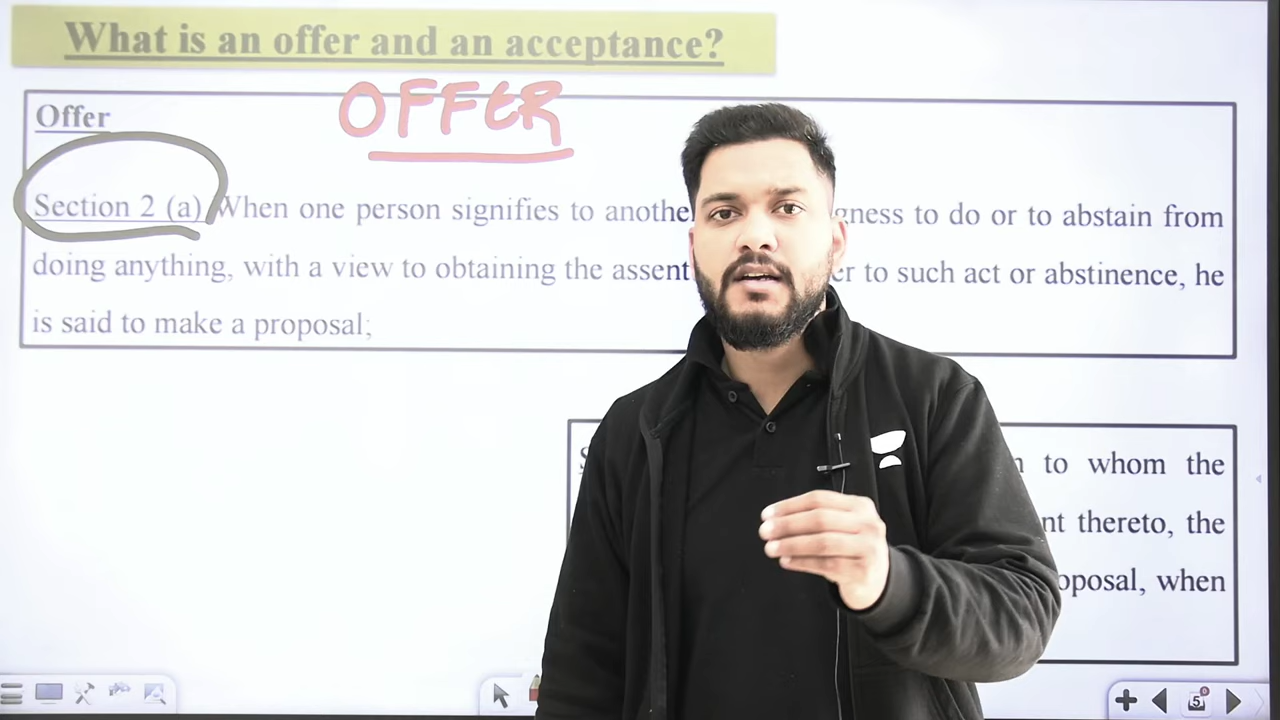 What is an offer and an acceptance?
OFFER
Offer
Section 2 (a) When one person signifies to another gness to do or to abstain from
doing anything, with a view to obtaining the assent er to such act or abstinence, he
is said to make a proposal;
to whom the
nt thereto, the
oposal, when
5